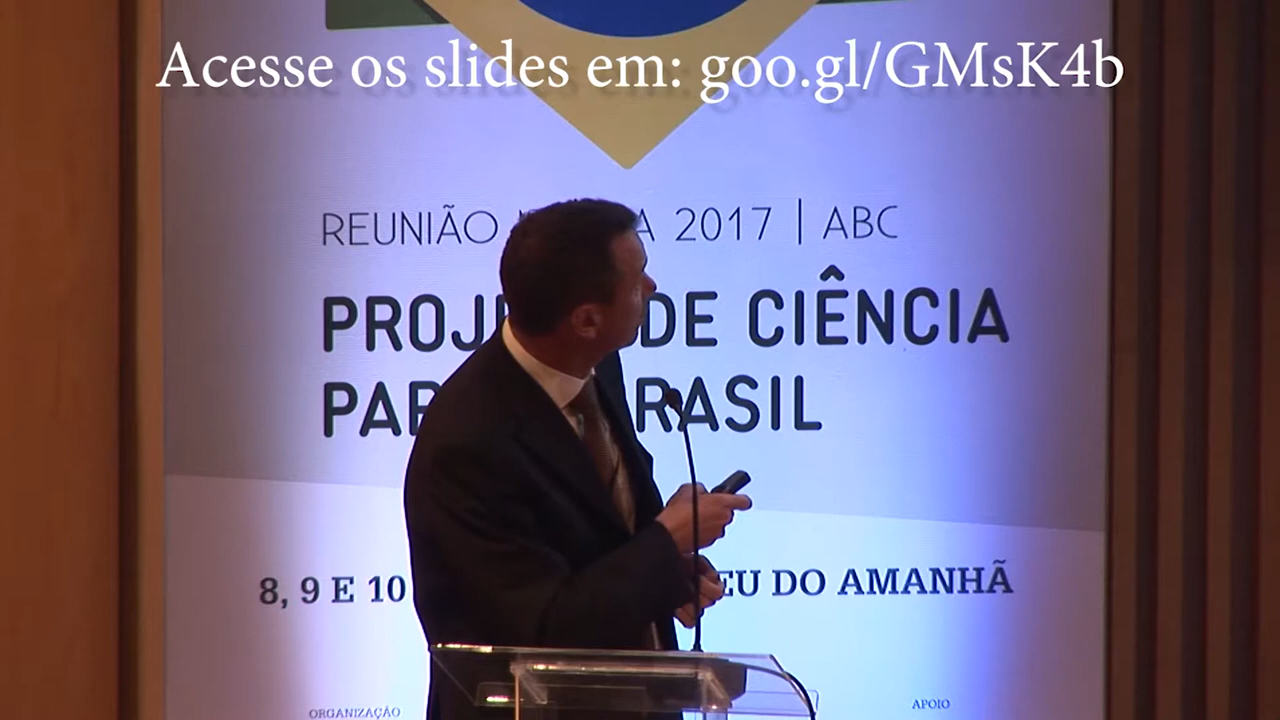 Acesse os slides em: goo.gl/GMsK4b
REUNIÃO A 2017 | ABC
PROJ DE CIÊNCIA
PAR RASIL
8, 9 E 10 EU DO AMANHÃ
ORGANIZAÇÃO APOIO